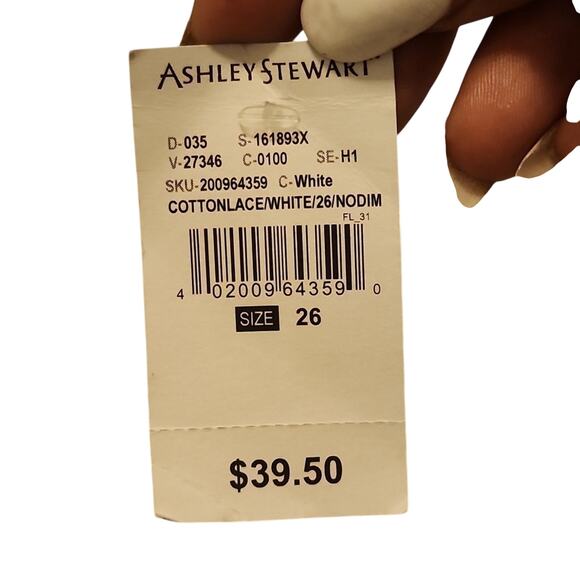 ASHLEY STEWART
D-035 S-161893X
V-27346 C-0100 SE-H1
SKU-200964359 C-White
COTTONLACE/WHITE/26/NODIM
FL_31
4 02009 64359 0
SIZE 26
$39.50